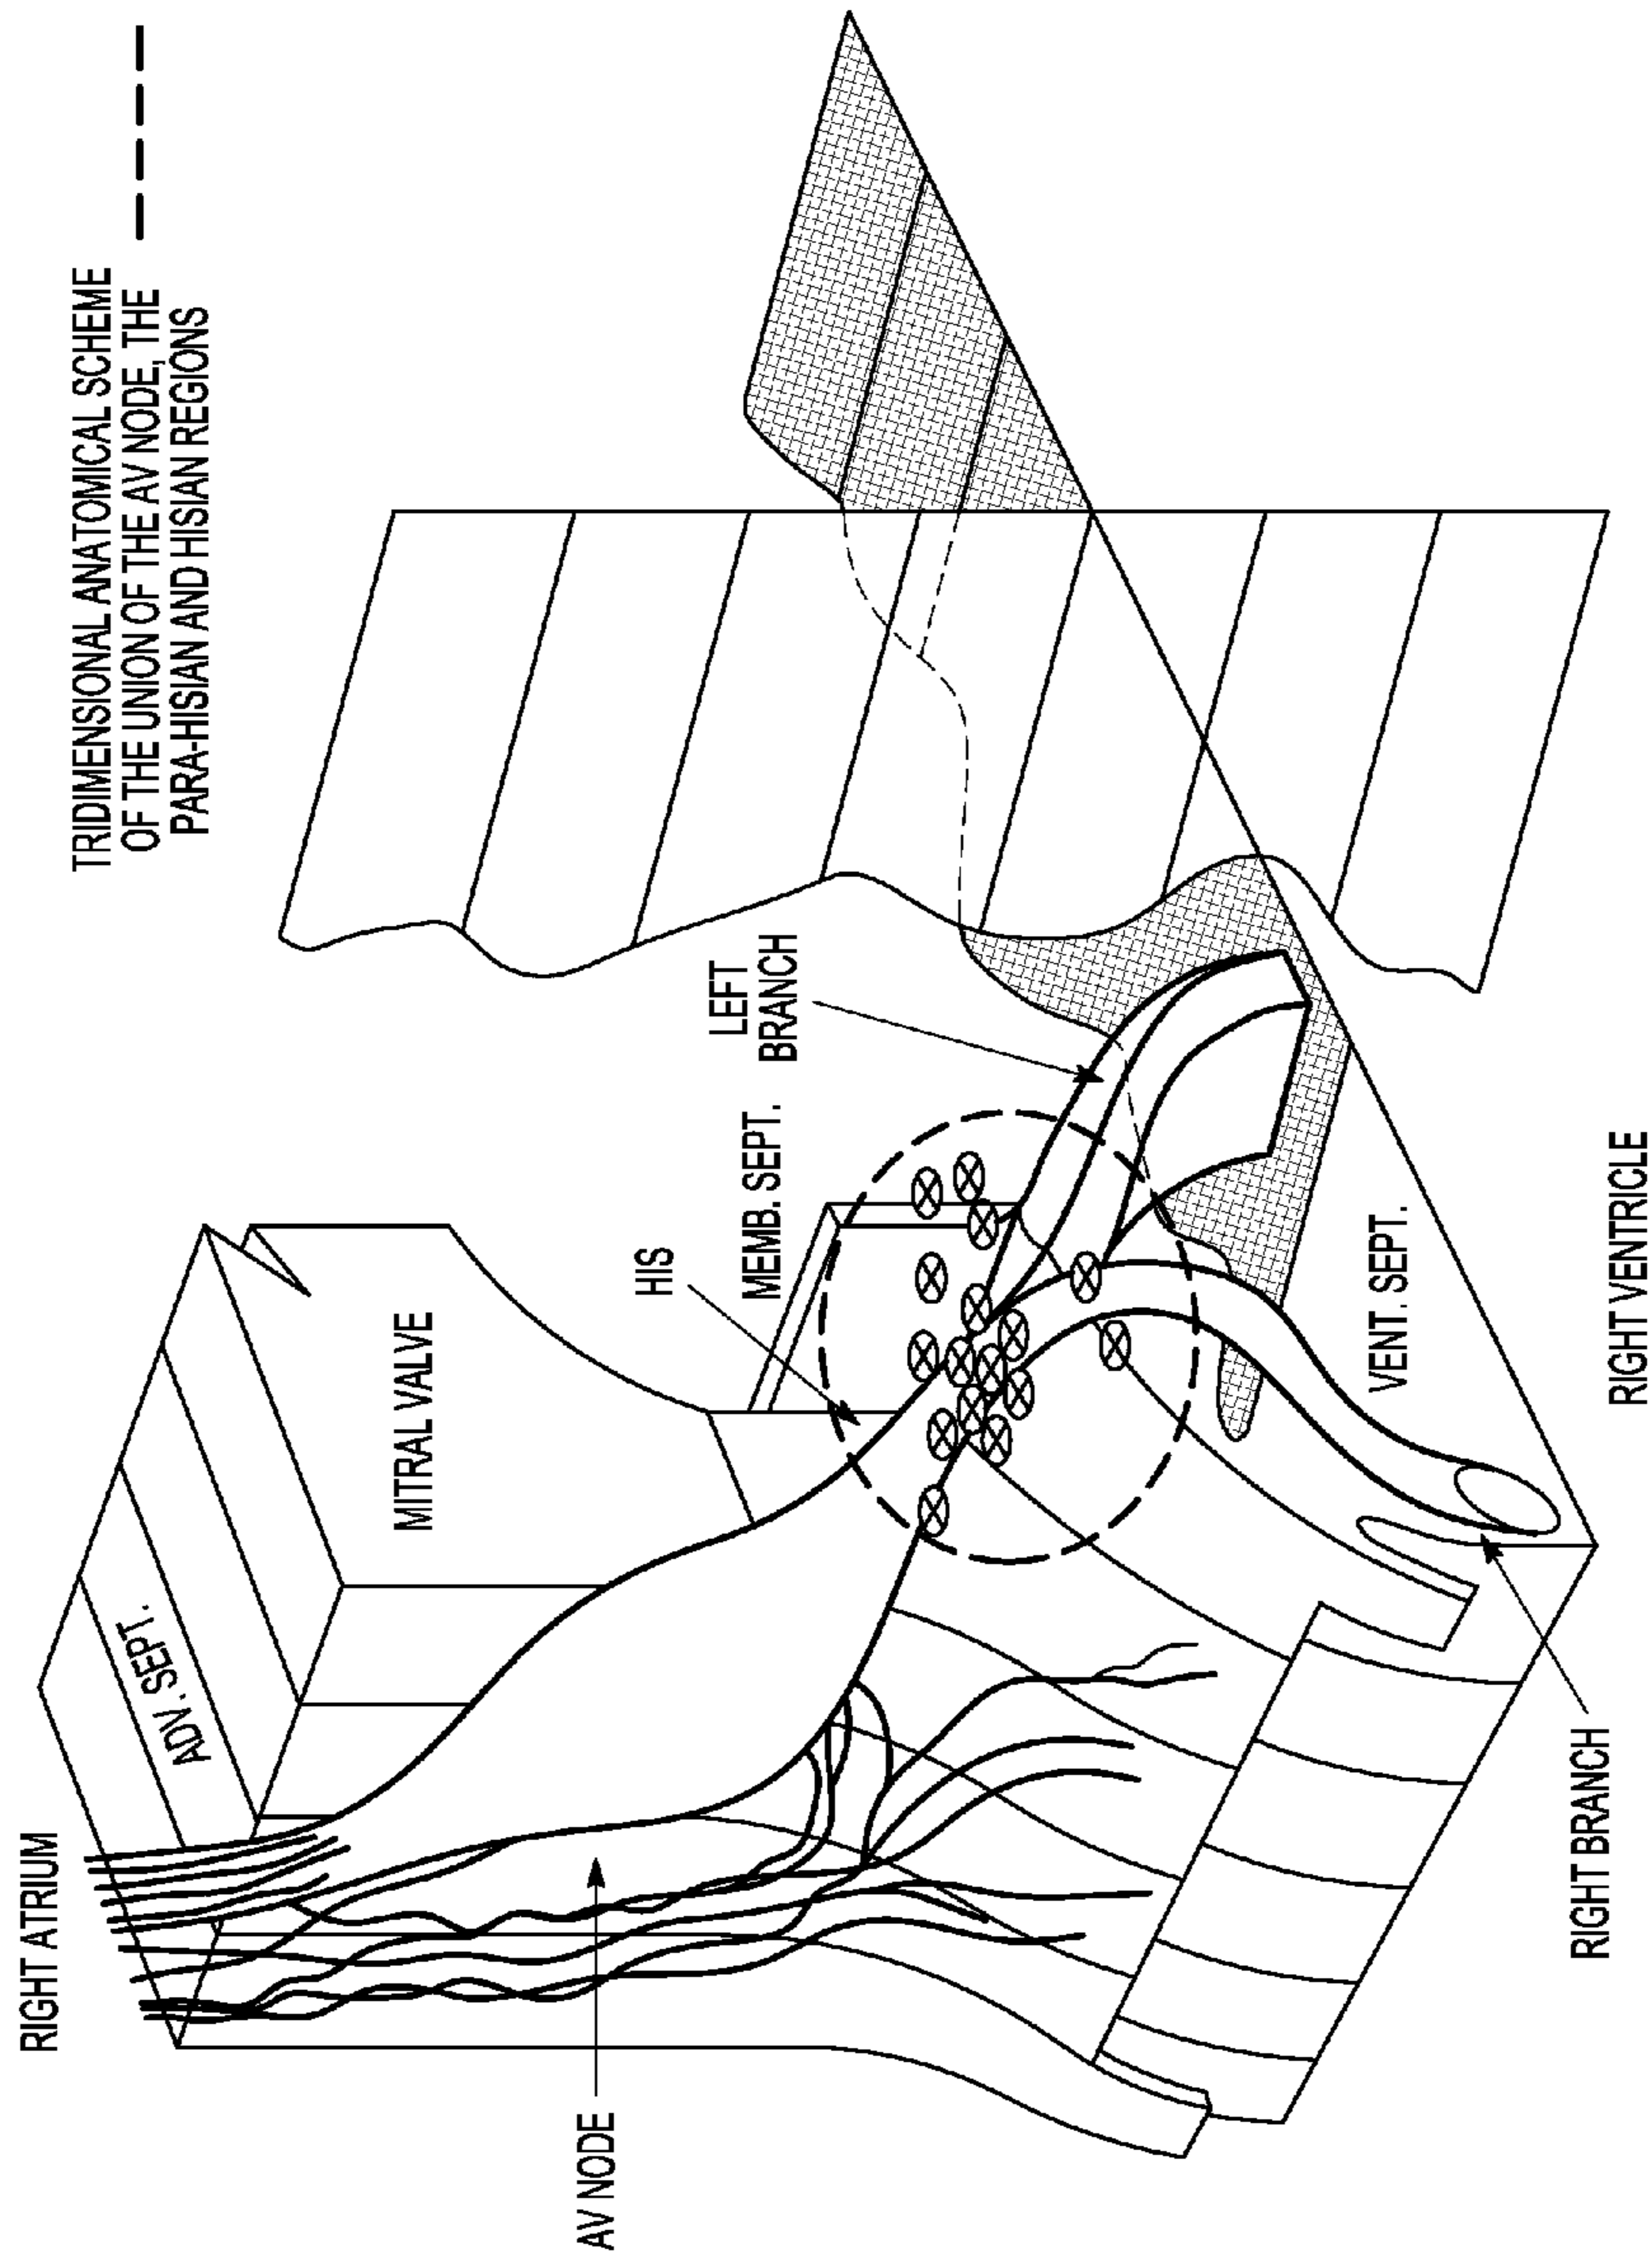 TRIDIMENSIONAL ANATOMICAL SCHEME
OF THE UNION OF THE AV NODE, THE
PARA-HISIAN AND HISIAN REGIONS
RIGHT ATRIUM
ADV. SEPT.
MITRAL VALVE
HIS
MEMB. SEPT.
LEFT
BRANCH
AV NODE
VENT. SEPT.
RIGHT BRANCH
RIGHT VENTRICLE